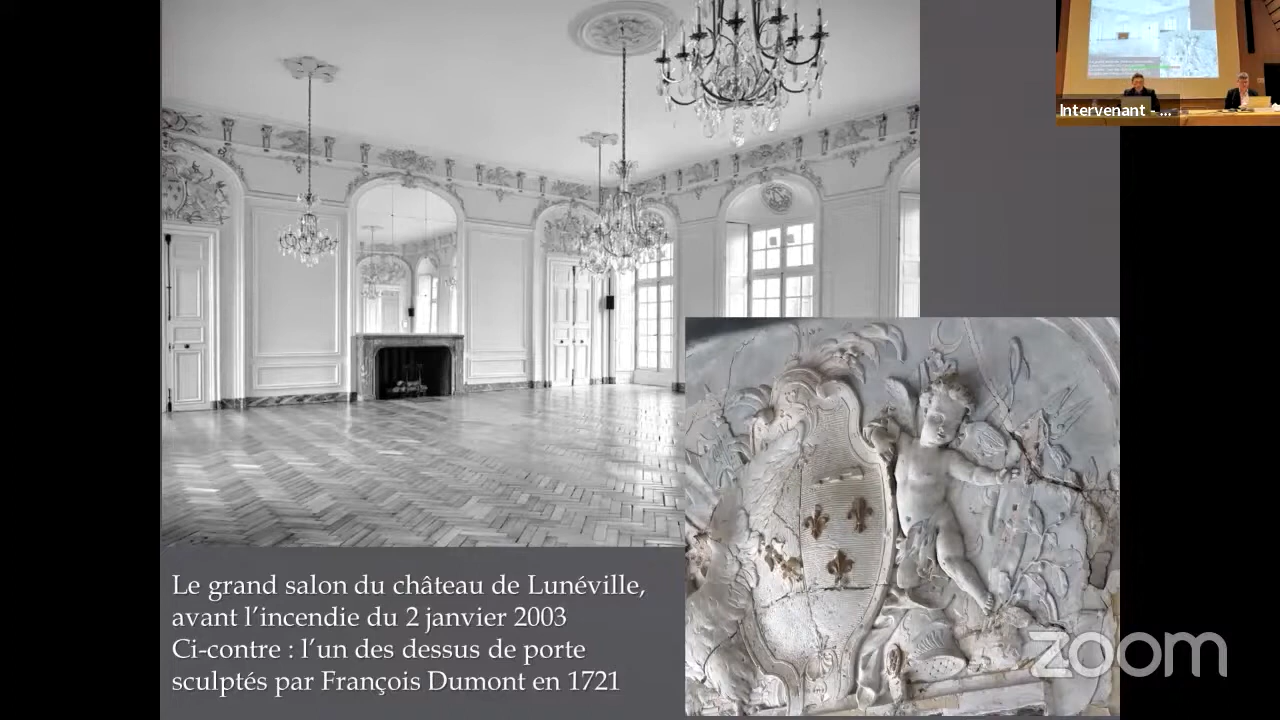 Intervenant - ...
Le grand salon du château de Lunéville,
avant l'incendie du 2 janvier 2003
Ci-contre : l'un des dessus de porte
sculptés par François Dumont en 1721
zoom